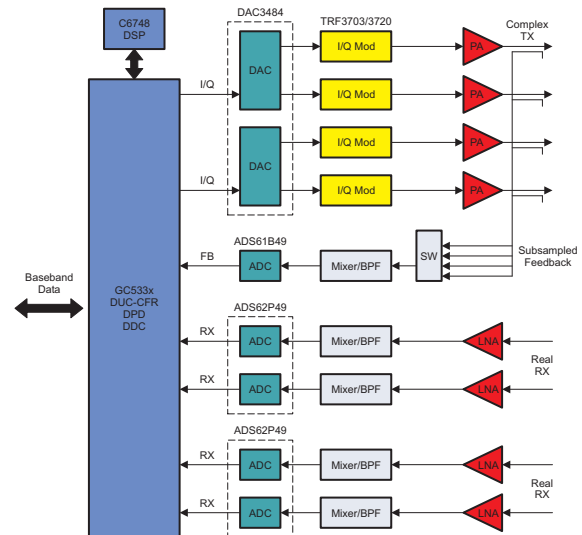 C6748
DSP
DAC3484
TRF3703/3720
Complex
TX
DAC
I/Q Mod
PA
I/Q
I/Q Mod
PA
DAC
I/Q Mod
PA
I/Q
I/Q Mod
PA
ADS61B49
FB
ADC
Mixer/BPF
SW
Subsampled
Feedback
Baseband
Data
GC533x
DUC-CFR
DPD
DDC
ADS62P49
RX
ADC
Mixer/BPF
LNA
Real
RX
RX
ADC
Mixer/BPF
LNA
ADS62P49
RX
ADC
Mixer/BPF
LNA
Real
RX
RX
ADC
Mixer/BPF
LNA